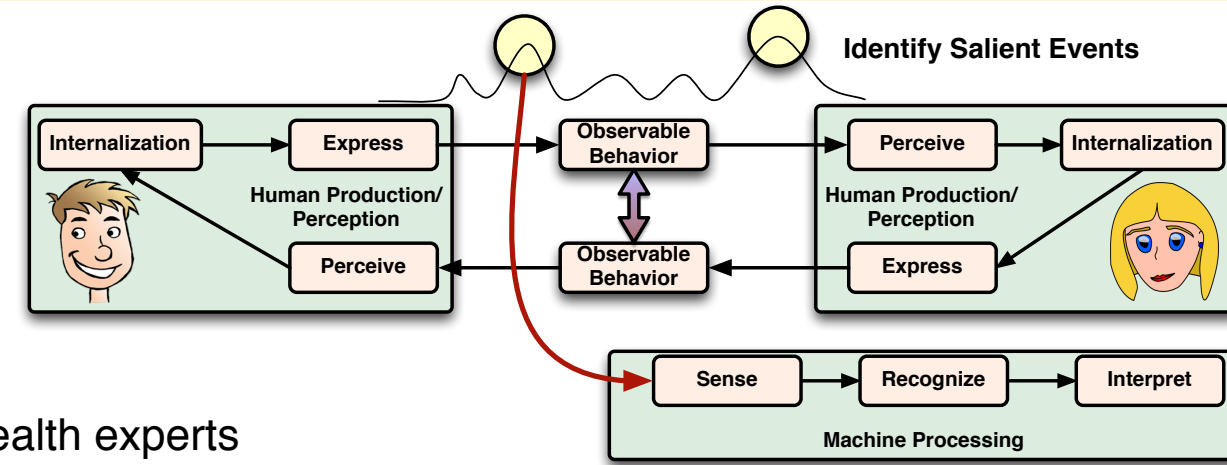 Identify Salient Events
Internalization
Express
Observable
Behavior
Perceive
Internalization
Human Production/
Perception
Human Production/
Perception
Perceive
Observable
Behavior
Express
Sense
Recognize
Interpret
Machine Processing
ealth experts